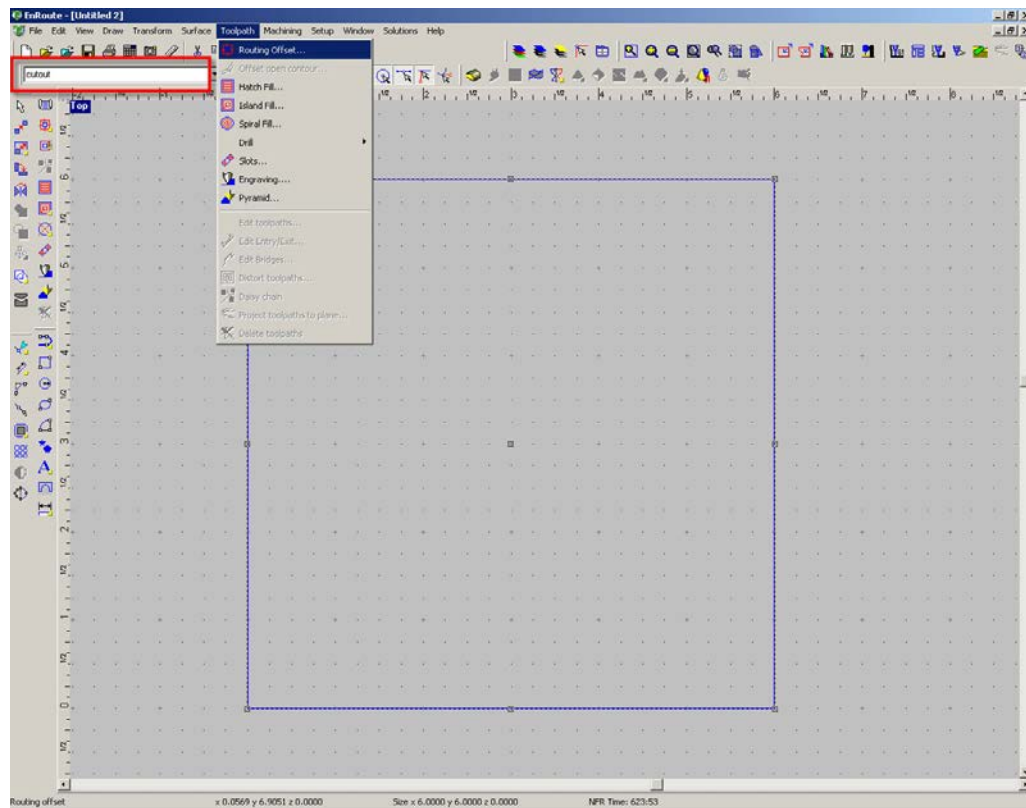 EnRoute - [Untitled 2]
File Edit View Draw Transform Surface Toolpath Machining Setup Window Solutions Help
cutout
Top
Routing Offset...
Offset open contour...
Hatch Fill...
Island Fill...
Spiral Fill...
Drill
Slots...
Engraving....
Pyramid...
Edit toolpaths...
Edit Entry/Exit...
Edit Bridges...
Distort toolpaths...
Daisy chain
Project toolpaths to plane...
Delete toolpaths
Routing offset x 0.0569 y 6.9051 z 0.0000 Size x 6.0000 y 6.0000 z 0.0000 NFR Time: 623:53